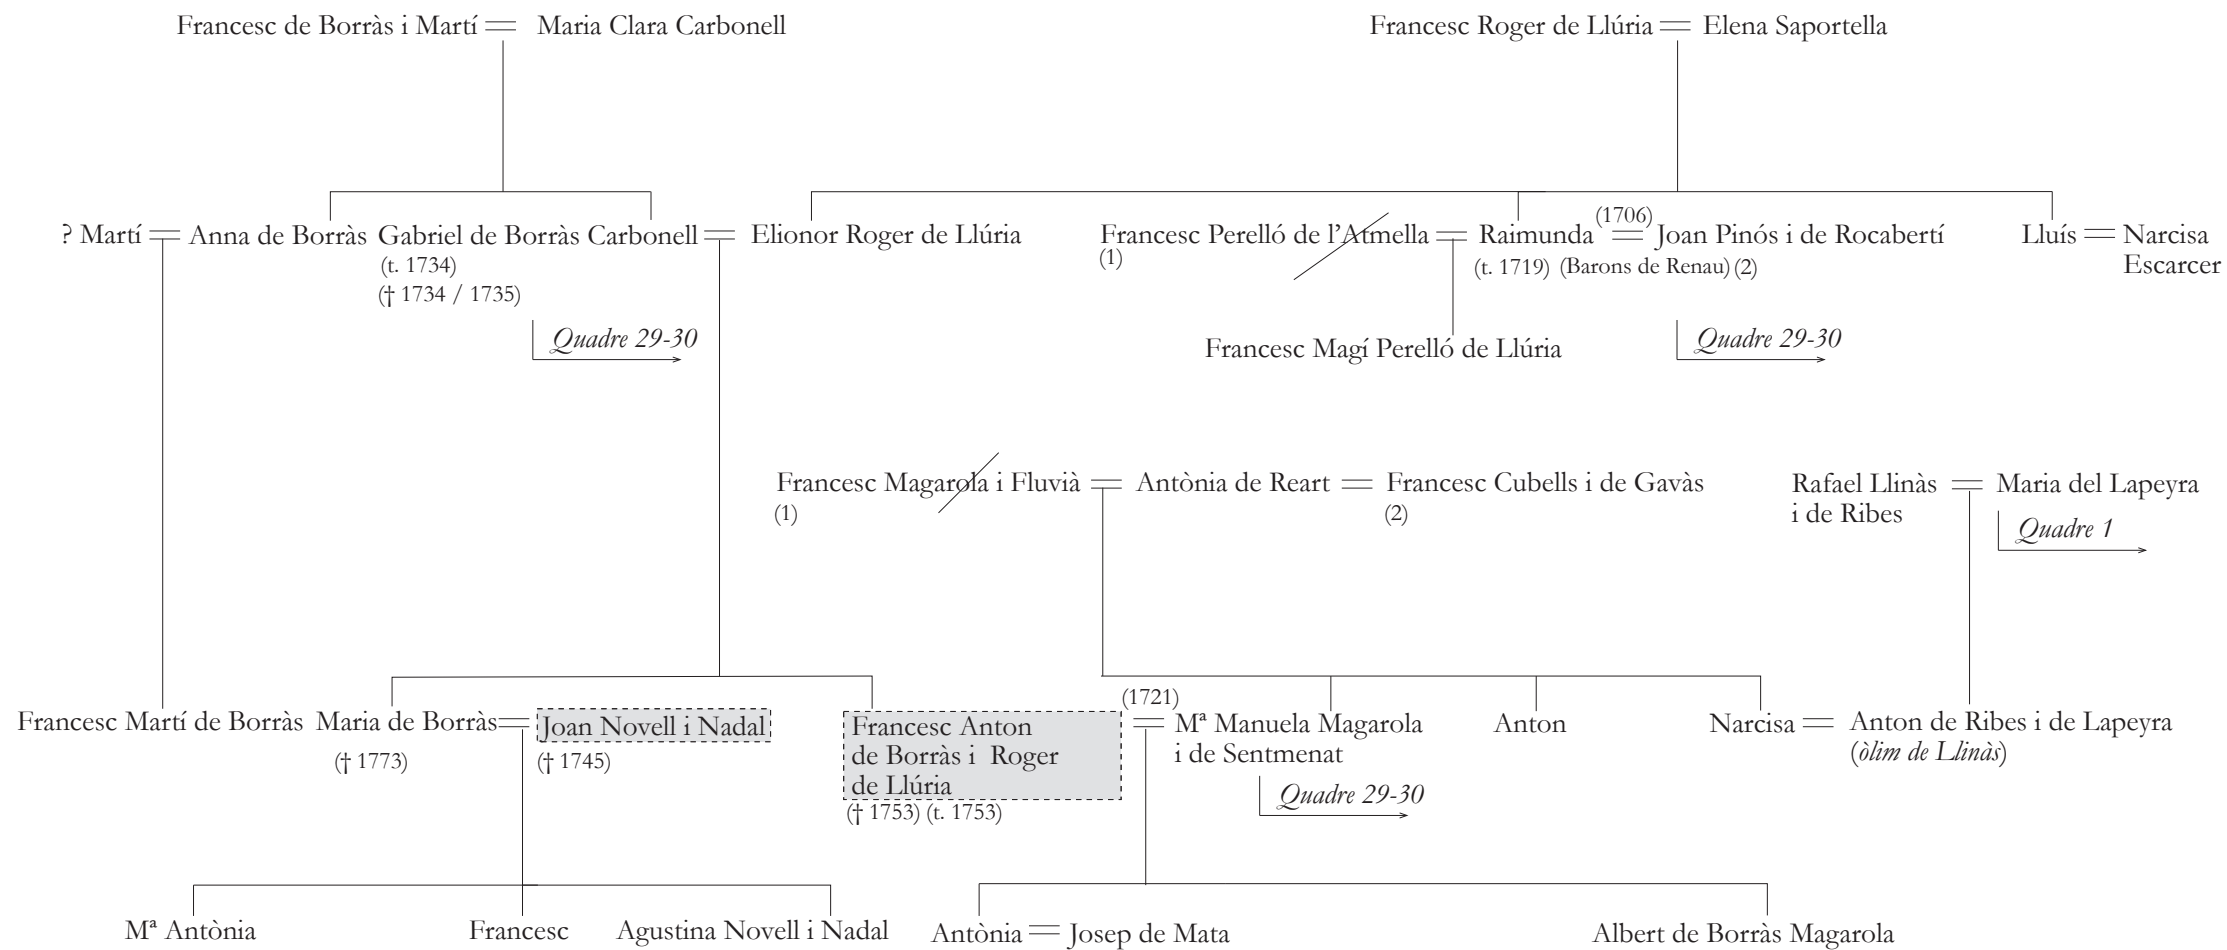 Francesc de Borràs i Martí Maria Clara Carbonell
Francesc Roger de Llúria Elena Saportella
? Martí Anna de Borràs Gabriel de Borràs Carbonell Elionor Roger de Llúria
(t. 1734)
(† 1734 / 1735)
Quadre 29-30
(1706)
Francesc Perelló de l'Atmella Raimunda Joan Pinós i de Rocabertí
(1) (t. 1719) (Barons de Renau) (2)
Lluís Narcisa
Escarcer
Francesc Magí Perelló de Llúria
Quadre 29-30
Francesc Magarola i Fluvià Antònia de Reart Francesc Cubells i de Gavàs
(1) (2)
Rafael Llinàs
i de Ribes
Maria del Lapeyra
Quadre 1
Francesc Martí de Borràs Maria de Borràs Joan Novell i Nadal
(† 1773) († 1745)
Francesc Anton
de Borràs i Roger
de Llúria
(† 1753) (t. 1753)
(1721)
Mª Manuela Magarola
i de Sentmenat
Quadre 29-30
Anton
Narcisa
Anton de Ribes i de Lapeyra
(òlim de Llinàs)
Mª Antònia Francesc Agustina Novell i Nadal
Antònia Josep de Mata Albert de Borràs Magarola